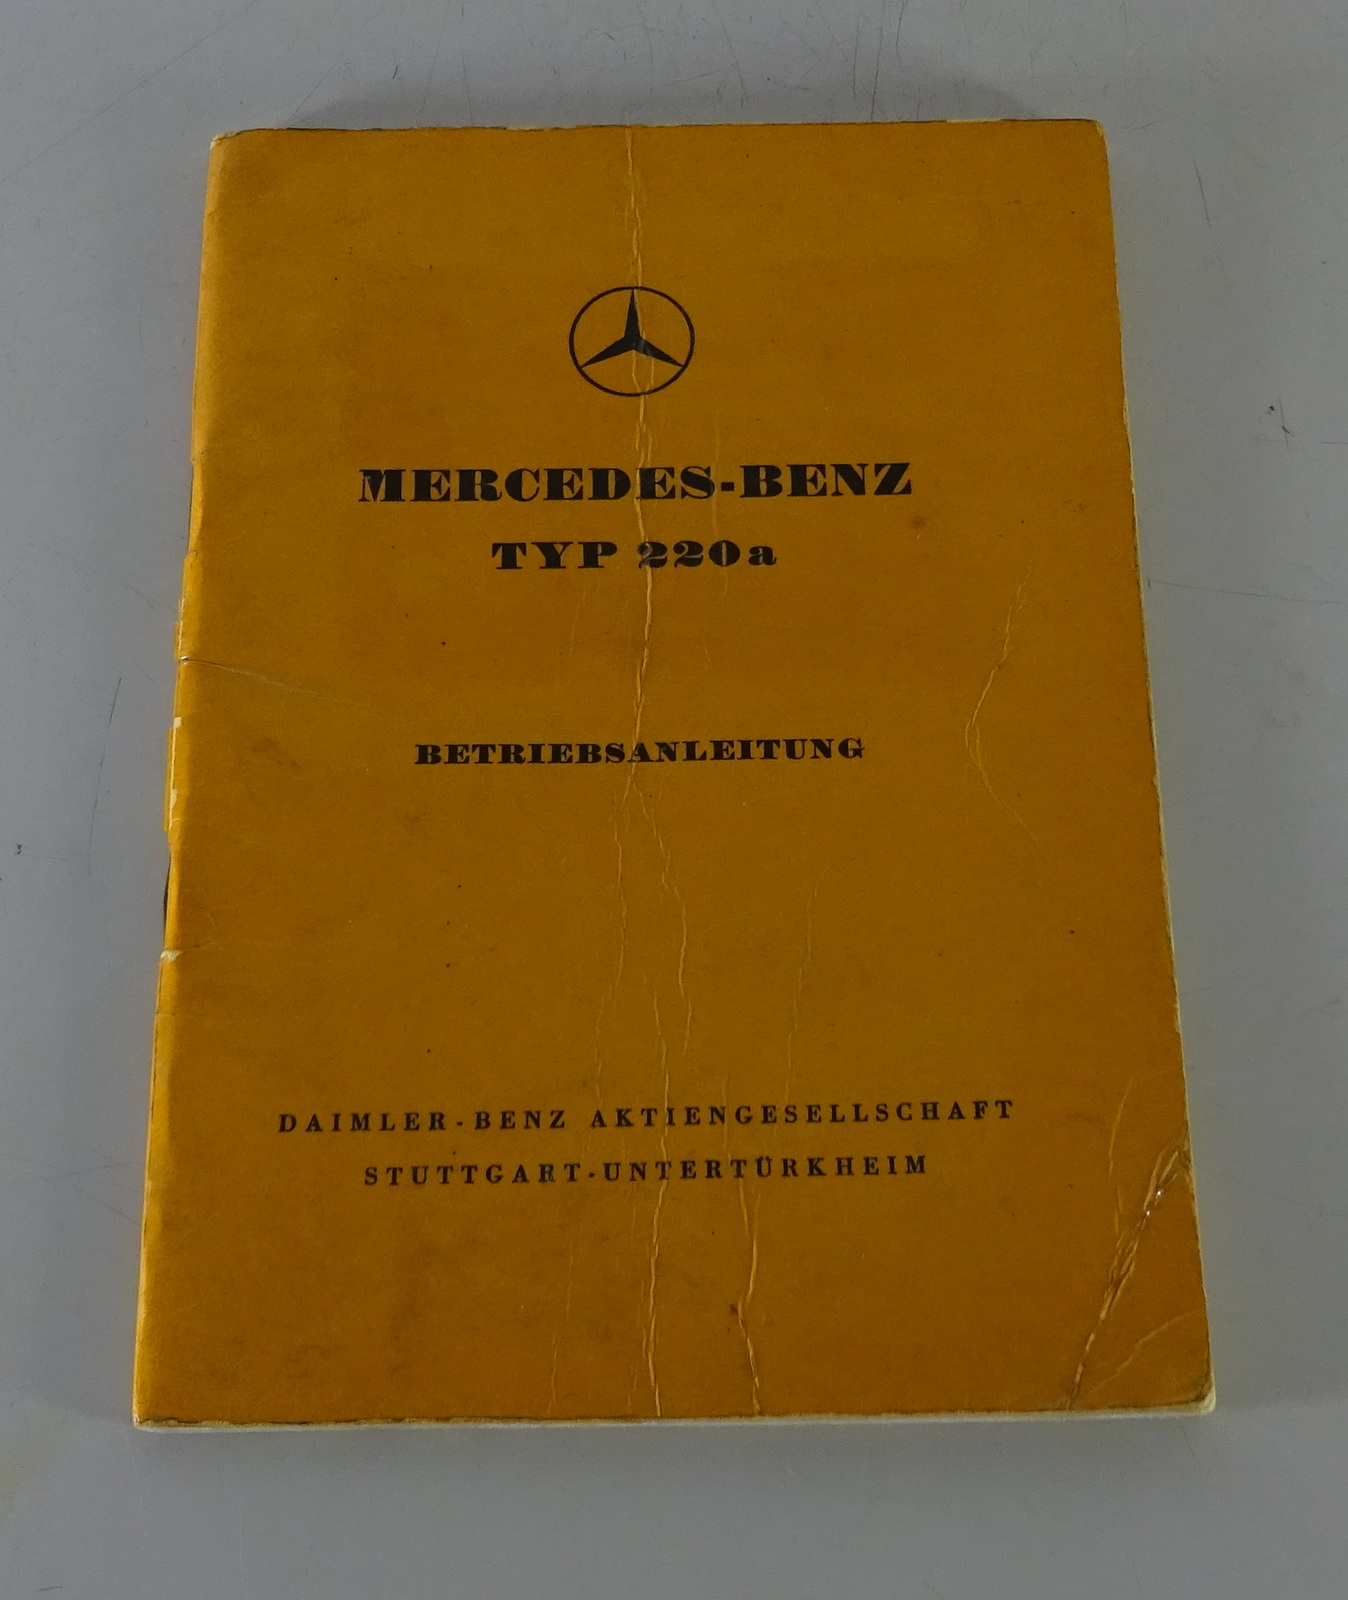 MERCEDES-BENZ
TYP 220a
BETRIEBSANLEITUNG
DAIMLER-BENZ AKTIENGESELLSCHAFT
STUTTGART-UNTERTÜRKHEIM